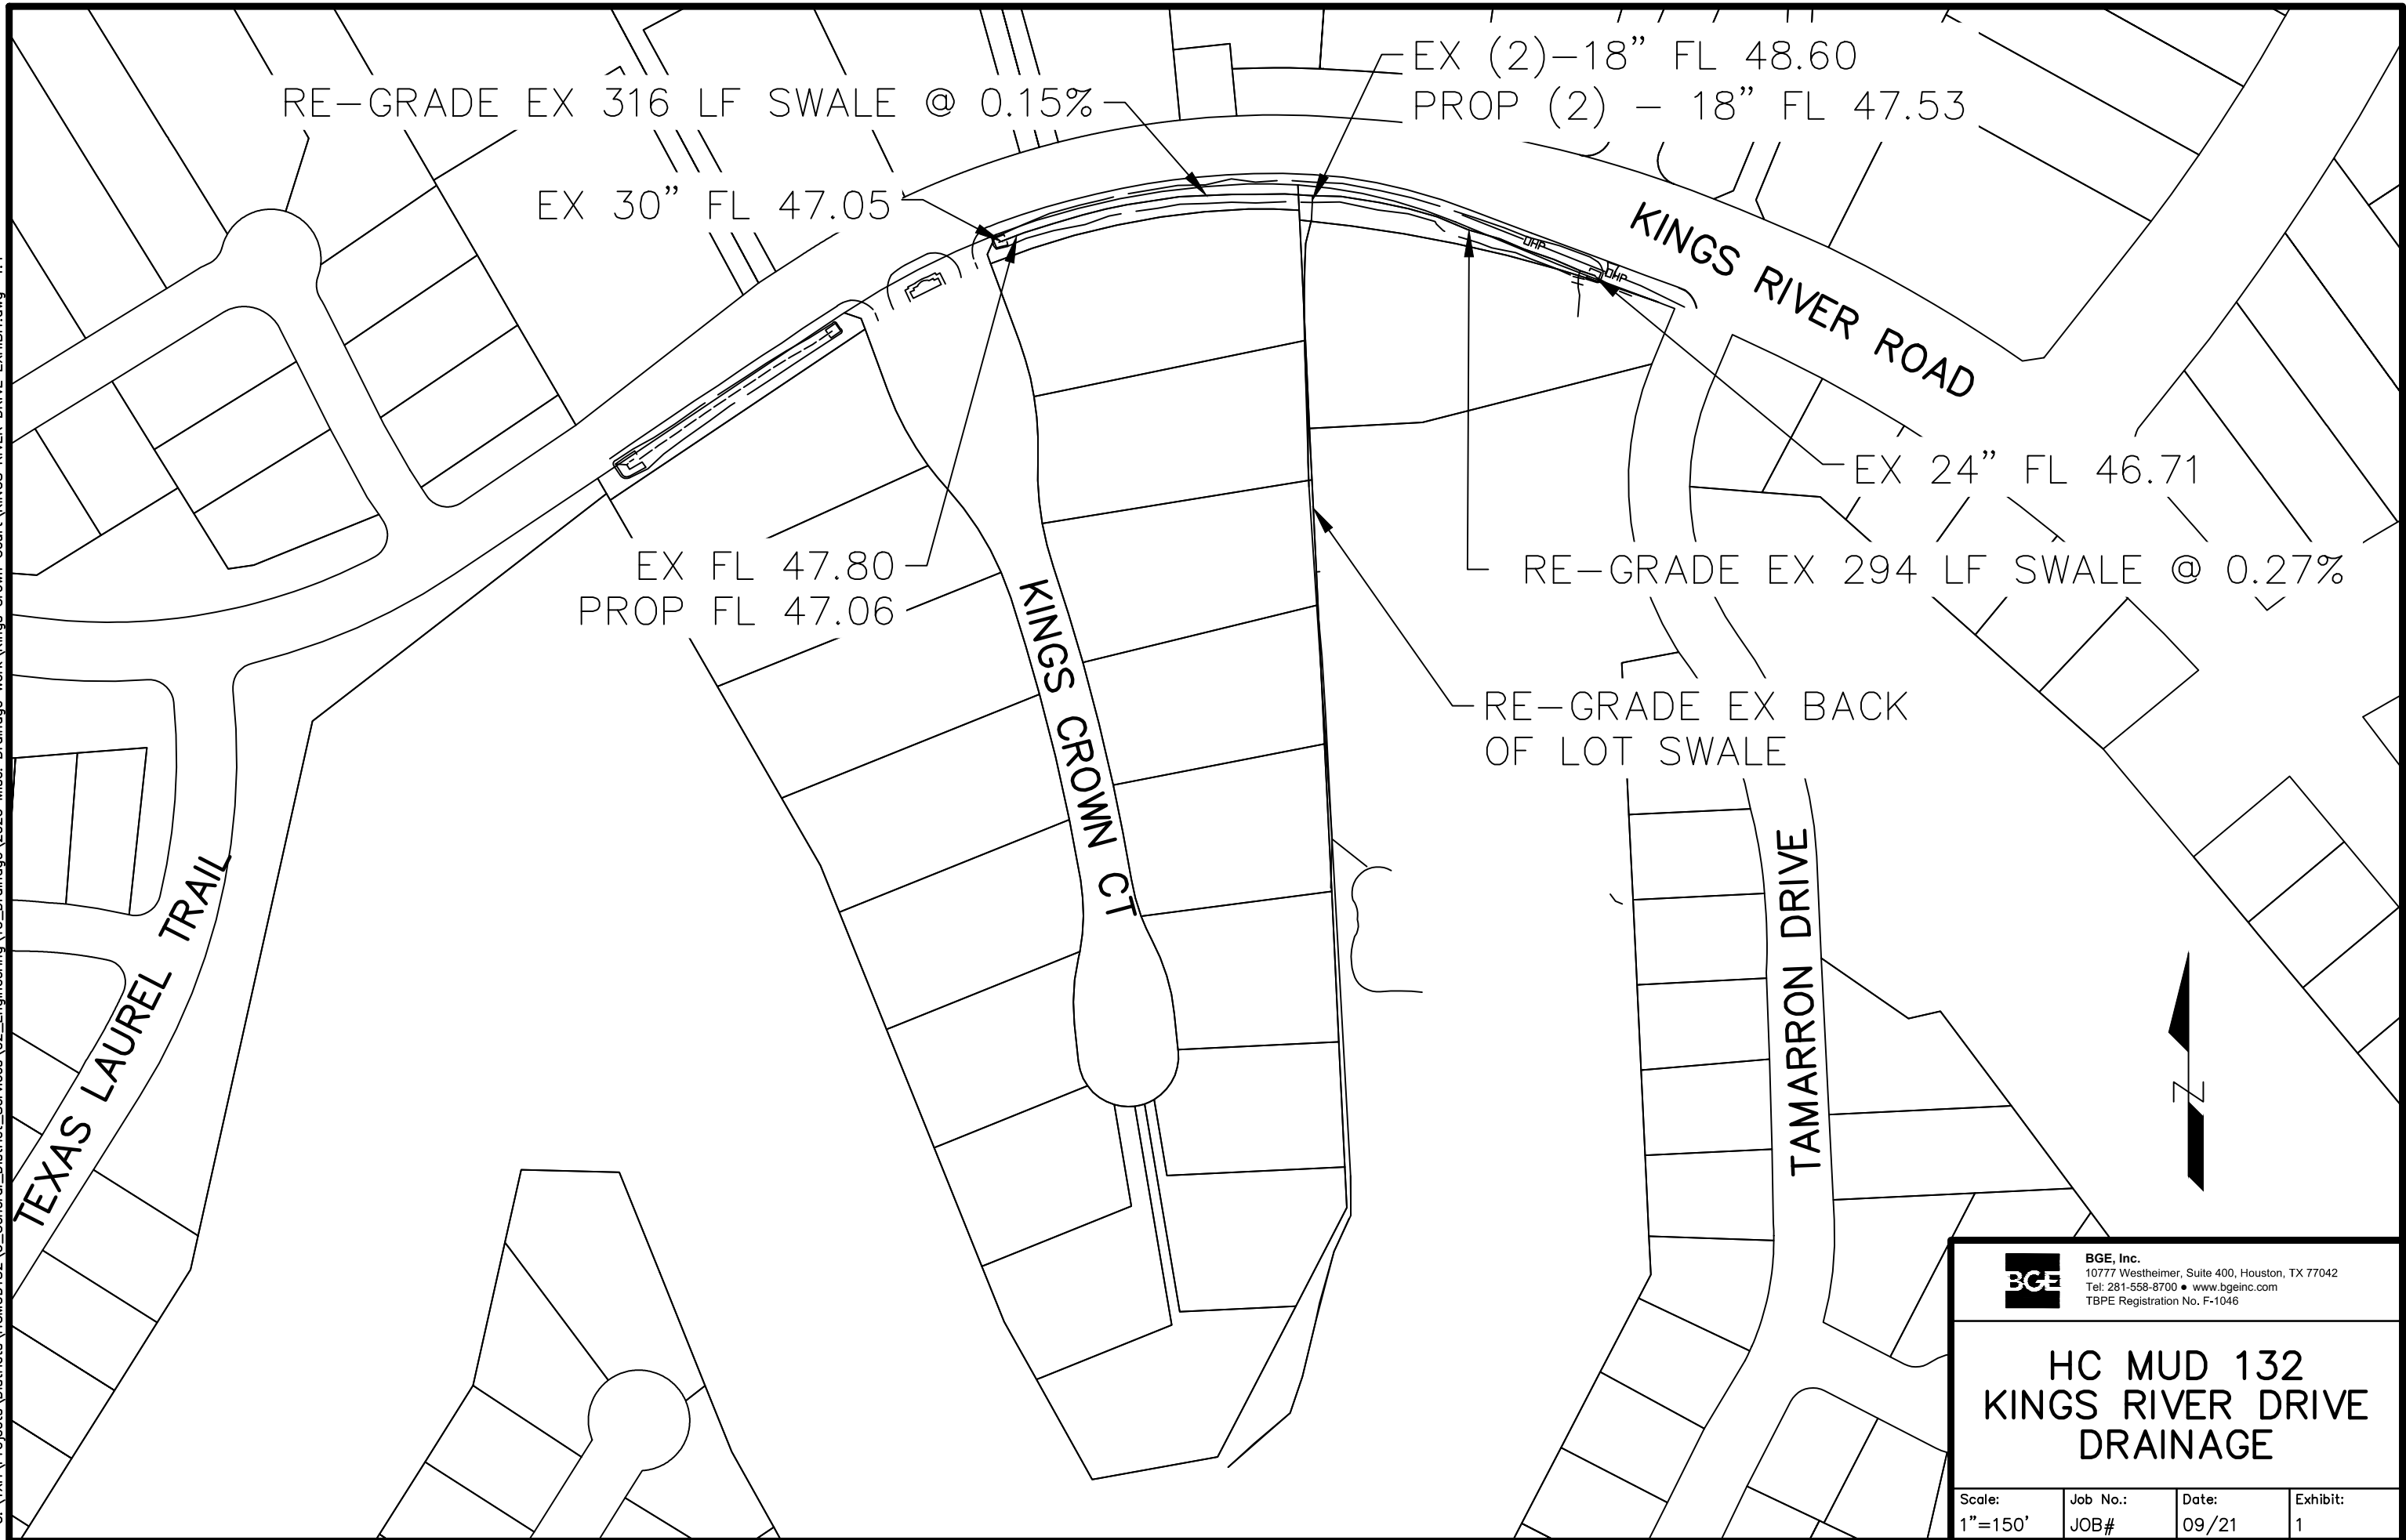 EX (2)-18" FL 48.60
PROP (2) - 18" FL 47.53
RE-GRADE EX 316 LF SWALE @ 0.15%
EX 30" FL 47.05
KINGS RIVER ROAD
OHP
OHP
EX 24" FL 46.71
EX FL 47.80
PROP FL 47.06
RE-GRADE EX 294 LF SWALE @ 0.27%
KINGS CROWN CT
RE-GRADE EX BACK
OF LOT SWALE
TEXAS LAUREL TRAIL
TAMARRON DRIVE
N
BGE
BGE, Inc.
10777 Westheimer, Suite 400, Houston, TX 77042
Tel: 281-558-8700 ● www.bgeinc.com
TBPE Registration No. F-1046
HC MUD 132
KINGS RIVER DRIVE
DRAINAGE
Scale:
1"=150'
Job No.:
JOB#
Date:
09/21
Exhibit:
1